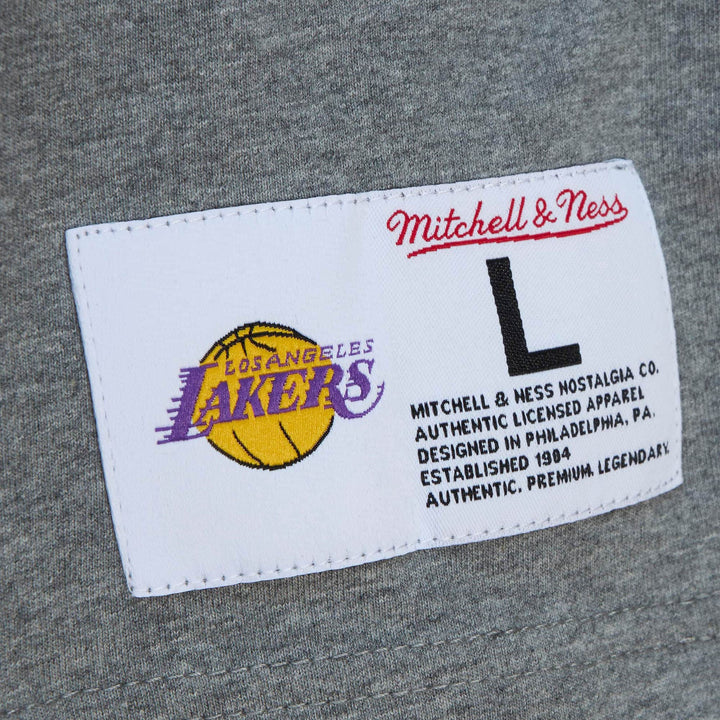 LOS ANGELES
LAKERS
Mitchell & Ness
L
MITCHELL & NESS NOSTALGIA CO.
AUTHENTIC LICENSED APPAREL
DESIGNED IN PHILADELPHIA, PA.
ESTABLISHED 1904
AUTHENTIC. PREMIUM. LEGENDARY.